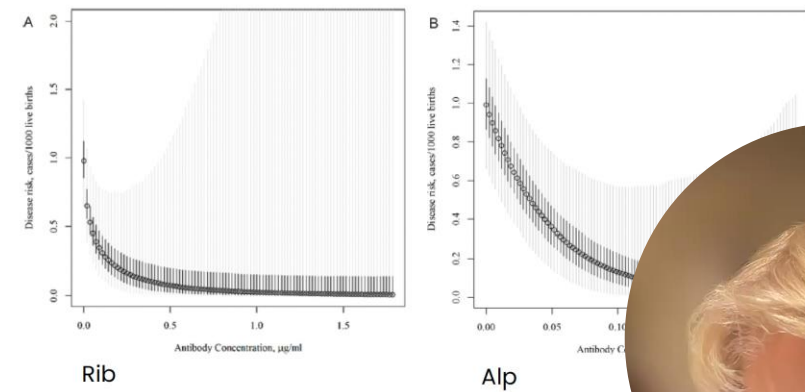 A
Disease risk, cases/1000 live births
2.0
1.5
1.0
0.5
0.0
0.0 0.5 1.0 1.5
Antibody Concentration, µg/ml
Rib
B
Disease risk, cases/1000 live births
1.4
1.2
1.0
0.8
0.6
0.4
0.2
0.0
0.00 0.05 0.10
Antibody
Alp